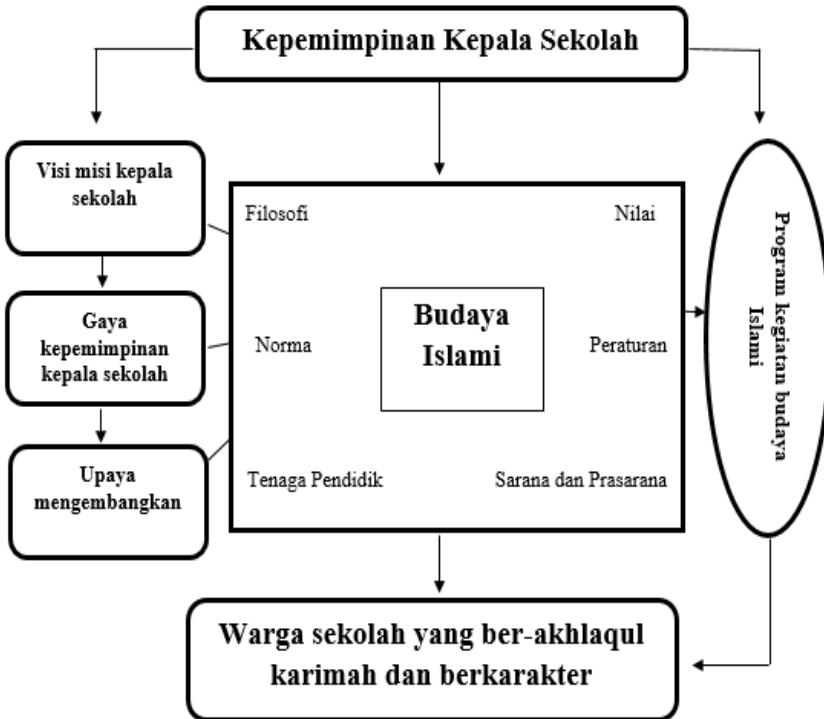 Kepemimpinan Kepala Sekolah
Visi misi kepala
sekolah
Gaya
kepemimpinan
kepala sekolah
Upaya
mengembangkan
Filosofi
Nilai
Budaya
Islami
Norma
Peraturan
Tenaga Pendidik
Sarana dan Prasarana
Program kegiatan budaya
Islami
Warga sekolah yang ber-akhlaqul
karimah dan berkarakter